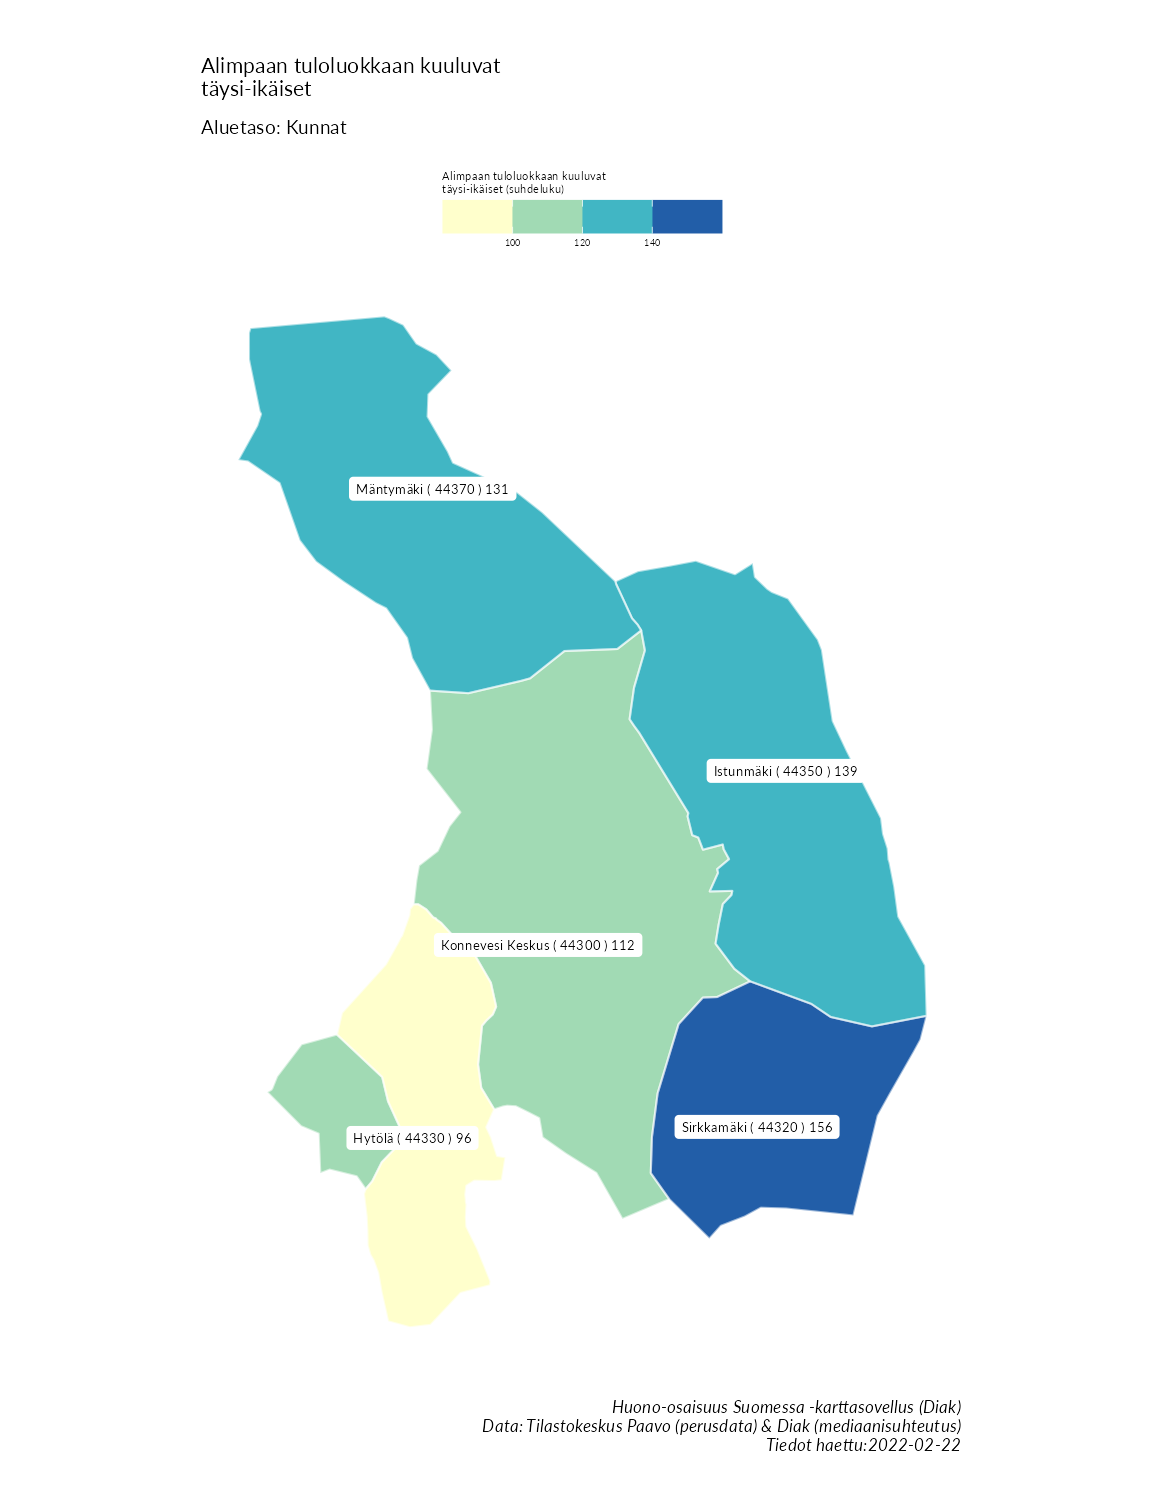 Alimpaan tuloluokkaan kuuluvat
täysi-ikäiset
Aluetaso: Kunnat
Alimpaan tuloluokkaan kuuluvat
täysi-ikäiset (suhdeluku)
100 120 140
Mäntymäki ( 44370 ) 131
Istunmäki ( 44350 ) 139
Konnevesi Keskus ( 44300 ) 112
Sirkkamäki ( 44320 ) 156
Hytölä ( 44330 ) 96
Huono-osaisuus Suomessa -karttasovellus (Diak)
Data: Tilastokeskus Paavo (perusdata) & Diak (mediaanisuhteutus)
Tiedot haettu:2022-02-22